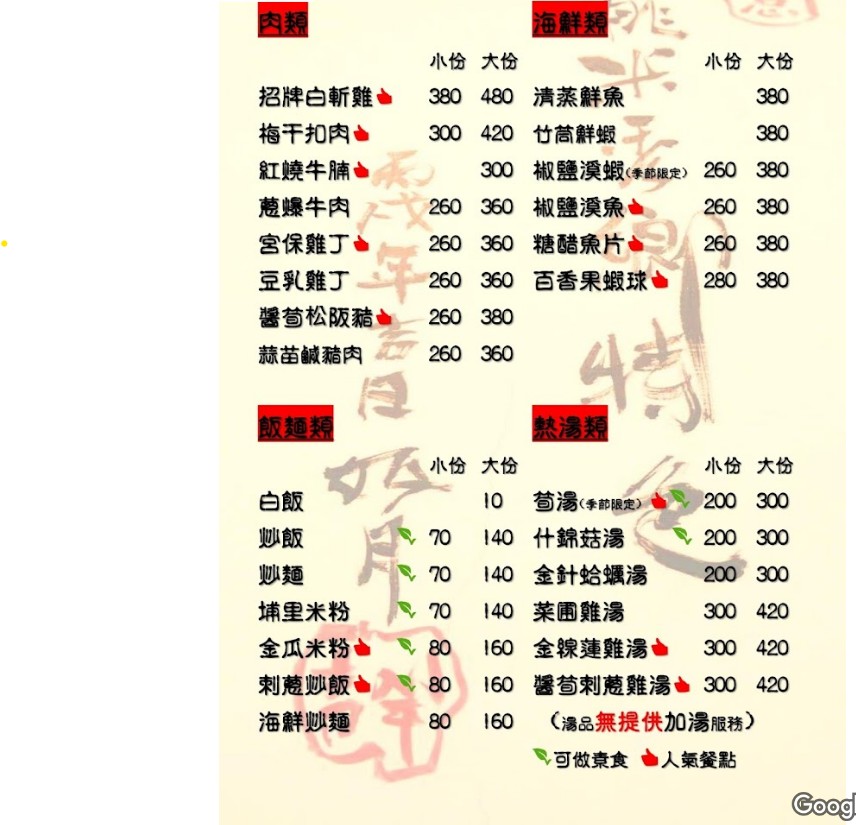 肉類
小份 大份
招牌白斬雞 380 480
梅干扣肉 300 420
紅燒牛腩 300
蔥爆牛肉 260 360
宮保雞丁 260 360
豆乳雞丁 260 360
醬筍松阪豬 260 380
蒜苗鹹豬肉 260 360
海鮮類
小份 大份
清蒸鮮魚 380
竹筒鮮蝦 380
椒鹽溪蝦(季節限定) 260 380
椒鹽溪魚 260 380
糖醋魚片 260 380
百香果蝦球 280 380
飯麵類
小份 大份
白飯 10
炒飯 70 140
炒麵 70 140
埔里米粉 70 140
金瓜米粉 80 160
刺蔥炒飯 80 160
海鮮炒麵 80 160
熱湯類
小份 大份
筍湯(季節限定) 200 300
什錦菇湯 200 300
金針蛤蠣湯 200 300
菜圃雞湯 300 420
金線蓮雞湯 300 420
醬筍刺蔥雞湯 300 420
(湯品無提供加湯服務)
可做素食 人氣餐點
特色
年吉日
Googl